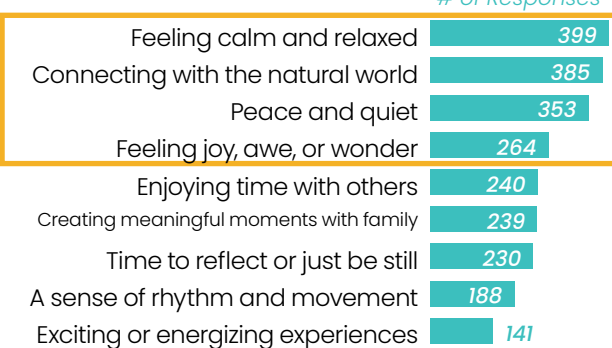 # of Responses
Feeling calm and relaxed 399
Connecting with the natural world 385
Peace and quiet 353
Feeling joy, awe, or wonder 264
Enjoying time with others 240
Creating meaningful moments with family 239
Time to reflect or just be still 230
A sense of rhythm and movement 188
Exciting or energizing experiences 141